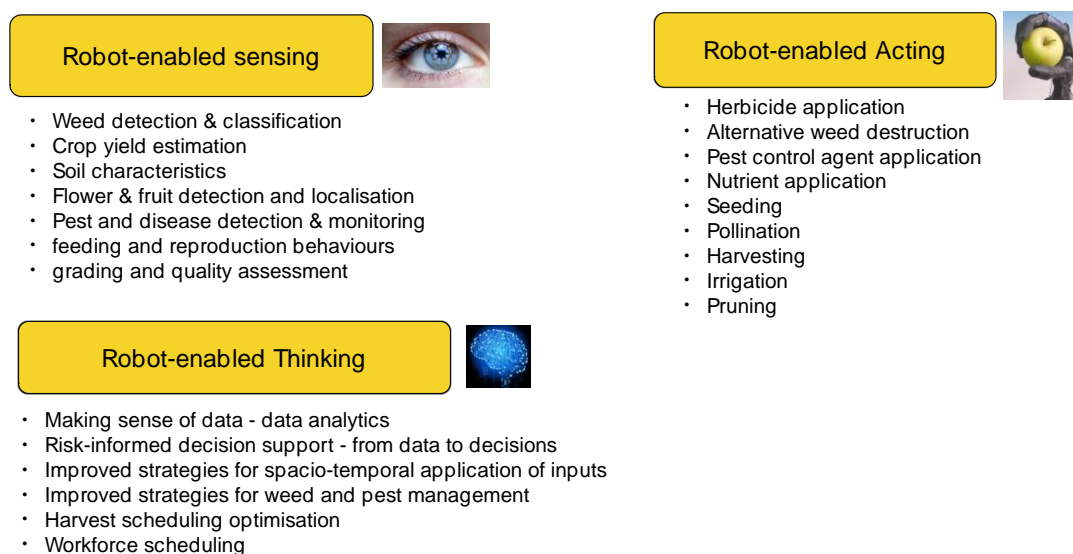 Robot-enabled sensing
• Weed detection & classification
• Crop yield estimation
• Soil characteristics
• Flower & fruit detection and localisation
• Pest and disease detection & monitoring
• feeding and reproduction behaviours
• grading and quality assessment
Robot-enabled Acting
• Herbicide application
• Alternative weed destruction
• Pest control agent application
• Nutrient application
• Seeding
• Pollination
• Harvesting
• Irrigation
• Pruning
Robot-enabled Thinking
• Making sense of data - data analytics
• Risk-informed decision support - from data to decisions
• Improved strategies for spacio-temporal application of inputs
• Improved strategies for weed and pest management
• Harvest scheduling optimisation
• Workforce scheduling